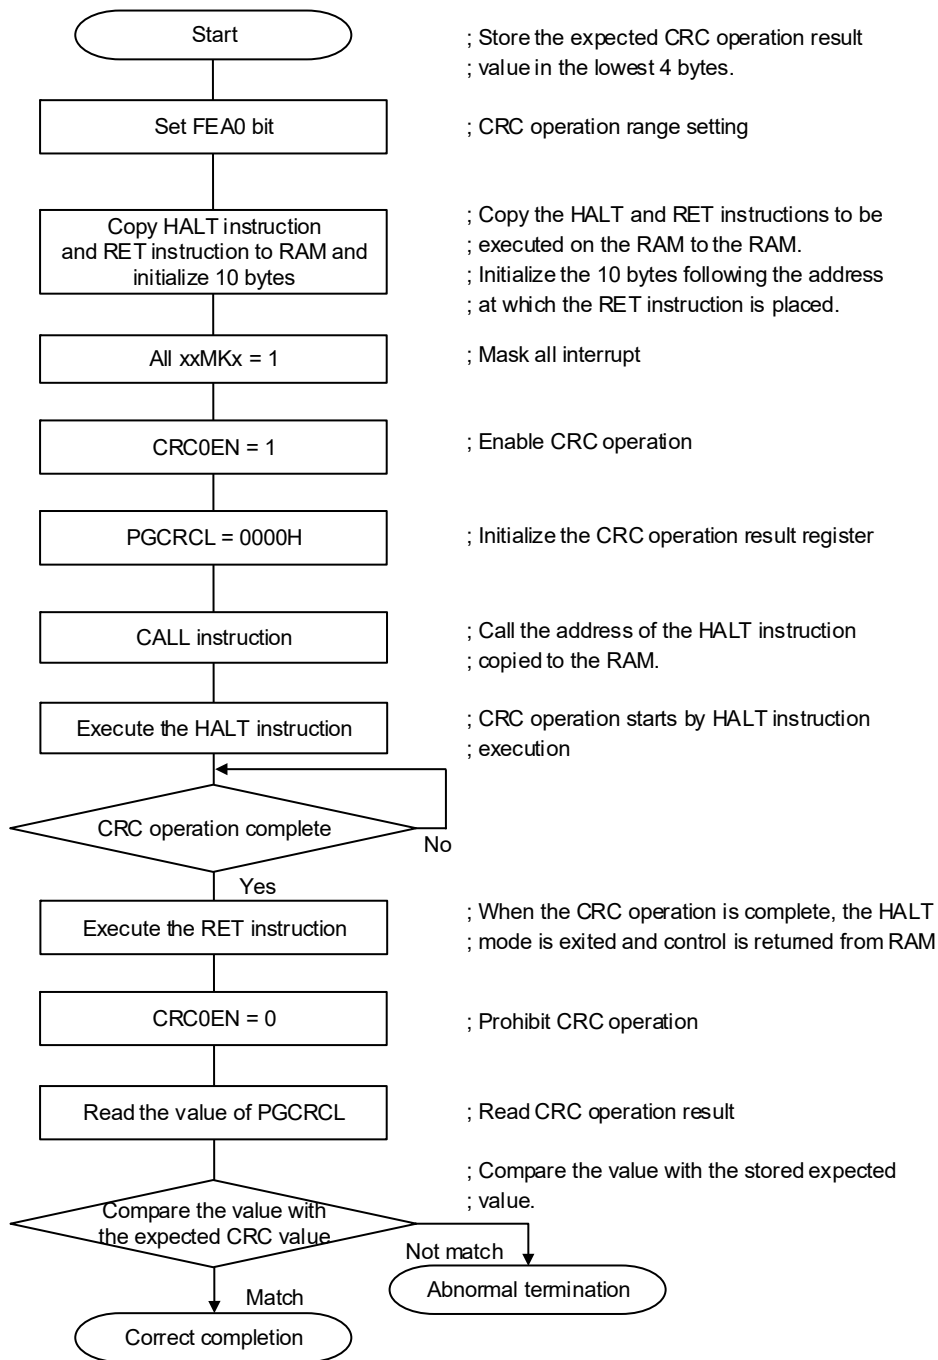 Start
; Store the expected CRC operation result
; value in the lowest 4 bytes.
Set FEA0 bit
; CRC operation range setting
Copy HALT instruction
and RET instruction to RAM and
initialize 10 bytes
; Copy the HALT and RET instructions to be
; executed on the RAM to the RAM.
; Initialize the 10 bytes following the address
; at which the RET instruction is placed.
All xxMKx = 1
; Mask all interrupt
CRC0EN = 1
; Enable CRC operation
PGCRCL = 0000H
; Initialize the CRC operation result register
CALL instruction
; Call the address of the HALT instruction
; copied to the RAM.
Execute the HALT instruction
; CRC operation starts by HALT instruction
; execution
CRC operation complete
No
Yes
Execute the RET instruction
; When the CRC operation is complete, the HALT
; mode is exited and control is returned from RAM
CRC0EN = 0
; Prohibit CRC operation
Read the value of PGCRCL
; Read CRC operation result
; Compare the value with the stored expected
; value.
Compare the value with
the expected CRC value
Not match
Abnormal termination
Match
Correct completion